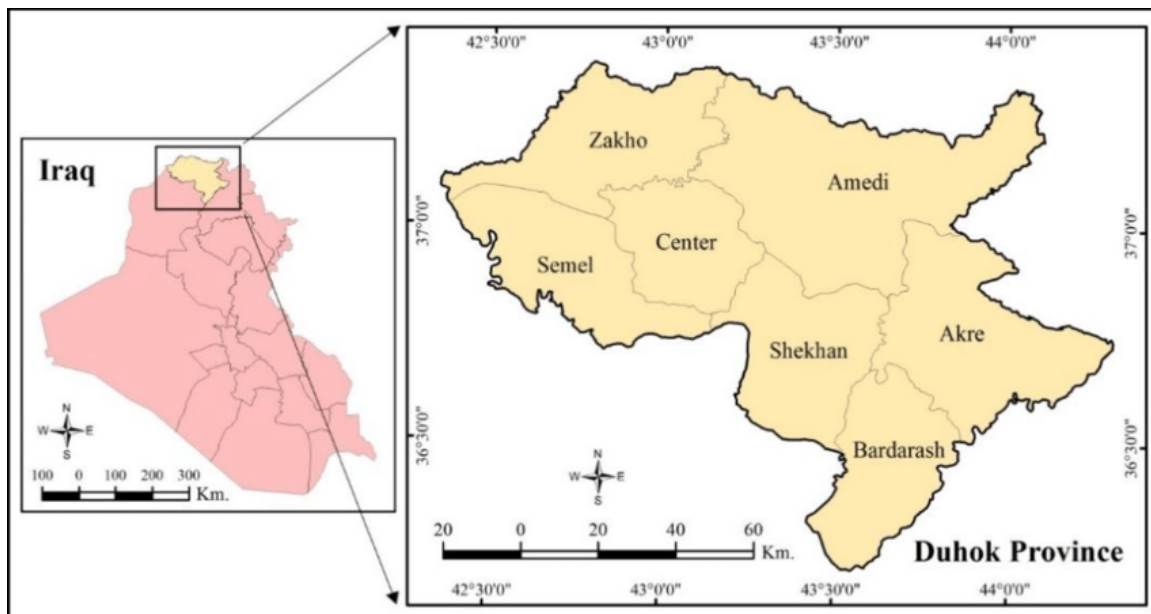 Iraq
N
W E
S
100 0 100 200 300
Km.
42°30'0"
43°0'0"
43°30'0"
44°0'0"
37°0'0"
36°30'0"
Zakho
Amedi
Center
Semel
Shekhan
Akre
Bardarash
N
W E
S
20 0 20 40 60
Km.
Duhok Province
37°0'0"
36°30'0"
42°30'0"
43°0'0"
43°30'0"
44°0'0"